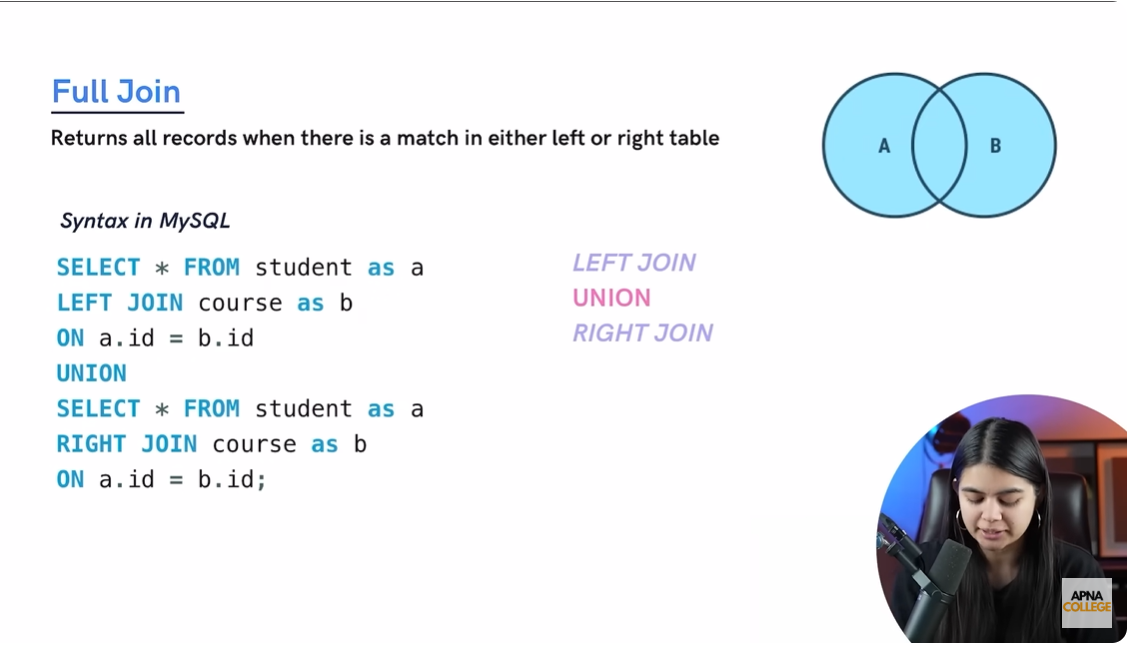 Full Join
Returns all records when there is a match in either left or right table
A
B
Syntax in MySQL
SELECT * FROM student as a
LEFT JOIN course as b
ON a.id = b.id
UNION
SELECT * FROM student as a
RIGHT JOIN course as b
ON a.id = b.id;
LEFT JOIN
UNION
RIGHT JOIN
APNA
COLLEGE